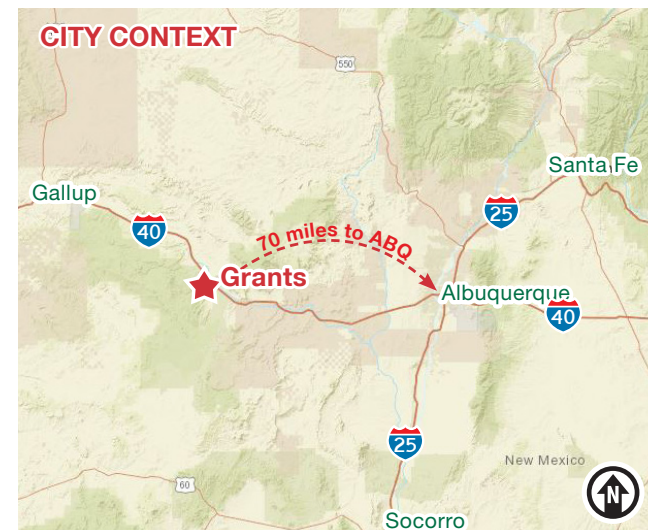 CITY CONTEXT
550
Santa Fe
Gallup
25
40
70 miles to ABQ
Grants
Albuquerque
40
25
New Mexico
60
N
Socorro